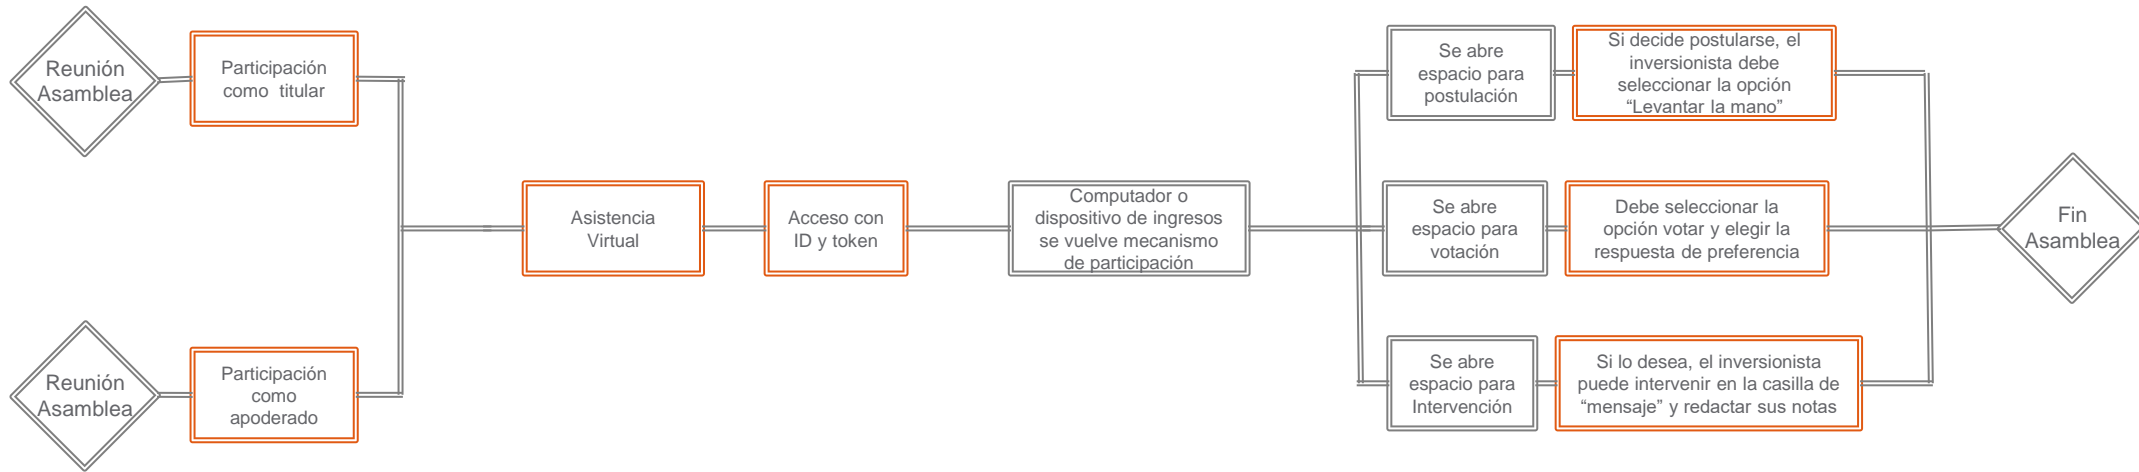 Reunión
Asamblea
Participación
como titular
Reunión
Asamblea
Participación
como
apoderado
Asistencia
Virtual
Acceso con
ID y token
Computador o
dispositivo de ingresos
se vuelve mecanismo
de participación
Se abre
espacio para
postulación
Si decide postularse, el
inversionista debe
seleccionar la opción
“Levantar la mano”
Se abre
espacio para
votación
Debe seleccionar la
opción votar y elegir la
respuesta de preferencia
Se abre
espacio para
Intervención
Si lo desea, el inversionista
puede intervenir en la casilla de
“mensaje” y redactar sus notas
Fin
Asamblea